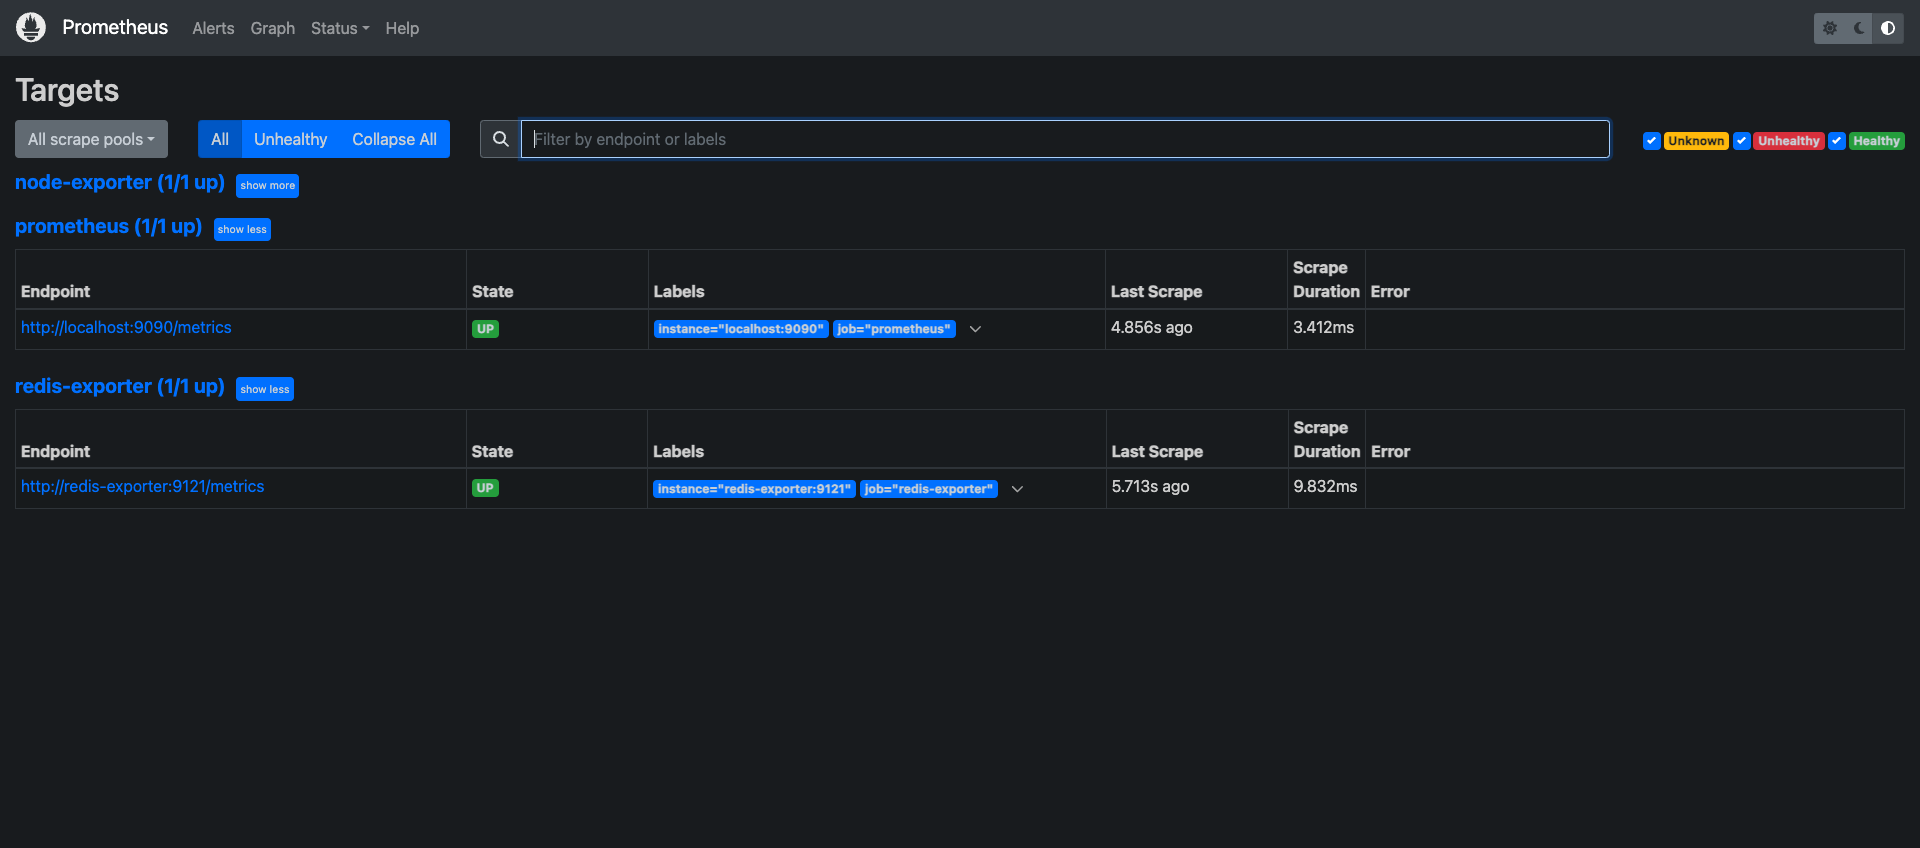 Prometheus Alerts Graph Status Help
Targets
All scrape pools All Unhealthy Collapse All Filter by endpoint or labels Unknown Unhealthy Healthy
node-exporter (1/1 up) show more
prometheus (1/1 up) show less
Endpoint State Labels Last Scrape Scrape Duration Error
http://localhost:9090/metrics UP instance="localhost:9090" job="prometheus" 4.856s ago 3.412ms
redis-exporter (1/1 up) show less
Endpoint State Labels Last Scrape Scrape Duration Error
http://redis-exporter:9121/metrics UP instance="redis-exporter:9121" job="redis-exporter" 5.713s ago 9.832ms